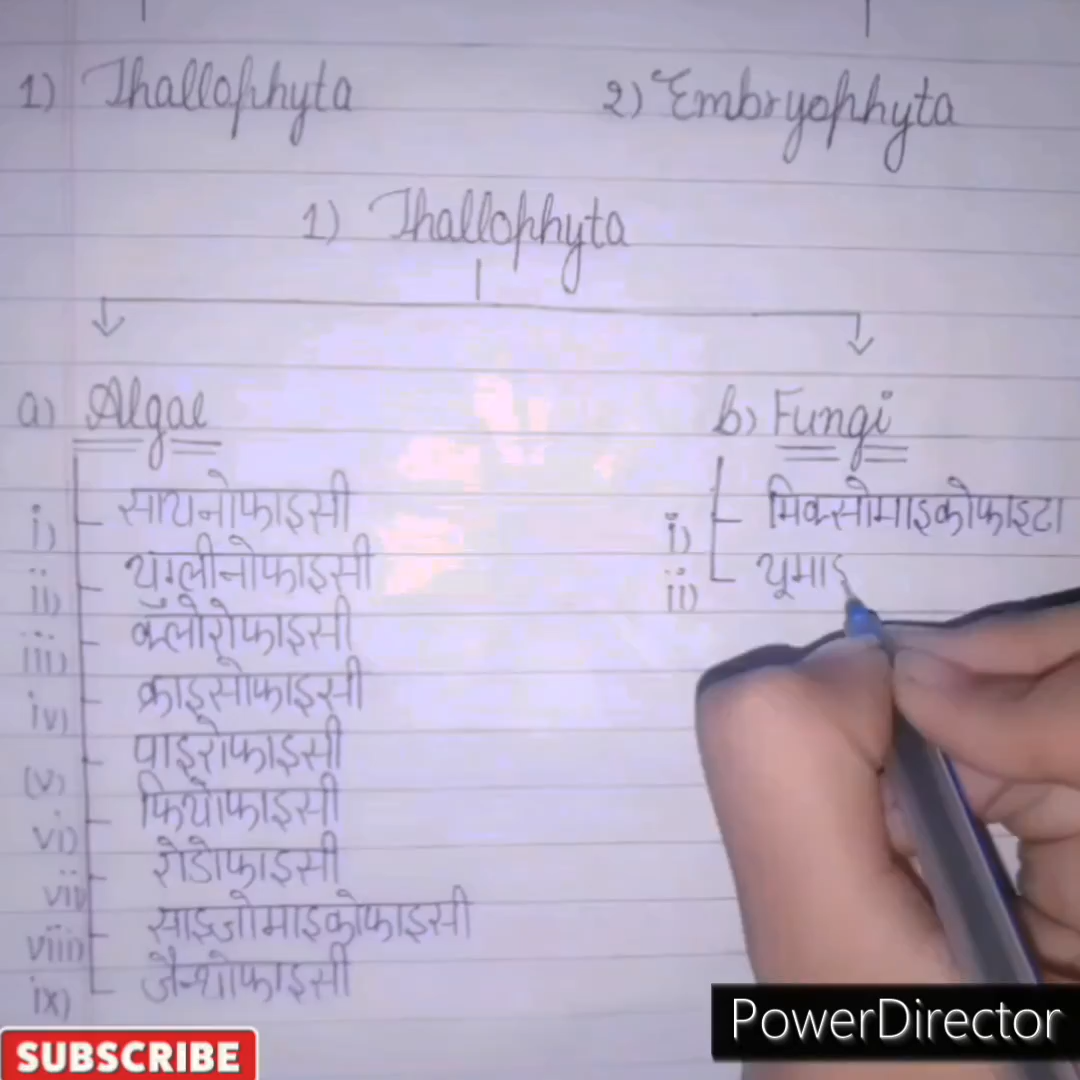 1) Thallophyta 2) Embryophyta
1) Thallophyta
a) Algae b) Fungi
i) सायनोफाइसी i) मिक्सोमाइकोफाइटा
ii) युग्लीनोफाइसी ii) यूमाइ
iii) क्लोरोफाइसी
iv) क्राइसोफाइसी
(v) पाइरोफाइसी
vi) फियोफाइसी
vii रोडोफाइसी
viii) साइजोमाइकोफाइसी
ix) जैन्थोफाइसी
PowerDirector
SUBSCRIBE